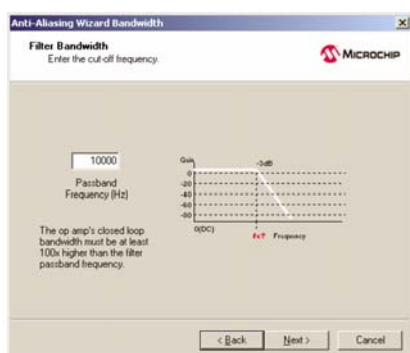 Anti-Aliasing Wizard Bandwidth
Filter Bandwidth
Enter the cut-off frequency.
MICROCHIP
10000
Passband
Frequency (Hz)
The op amp's closed loop
bandwidth must be at least
100x higher than the filter
passband frequency.
Gain
-3dB
0
-20
-40
-60
-80
0(DC)
Frequency
< Back
Next >
Cancel